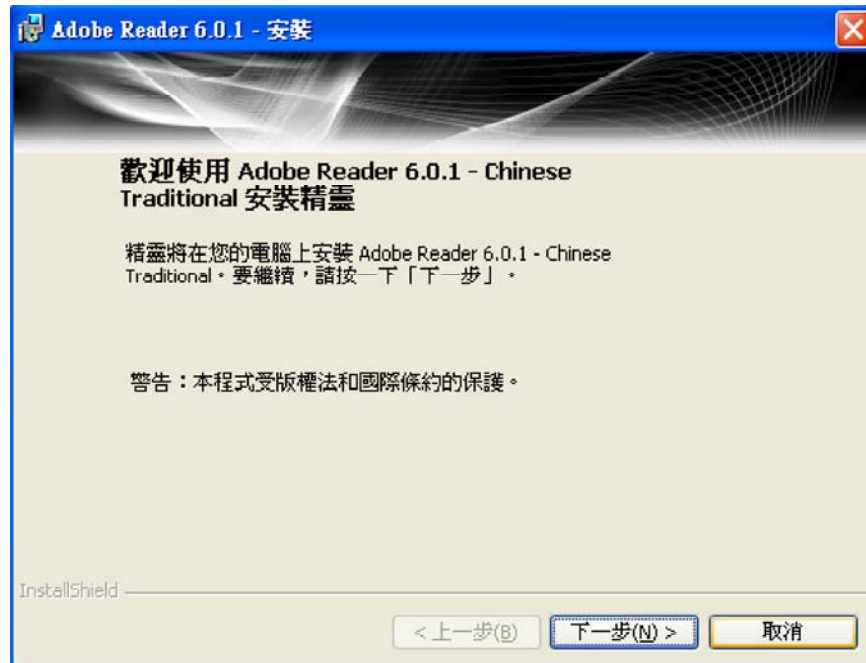 Adobe Reader 6.0.1 - 安裝
歡迎使用 Adobe Reader 6.0.1 - Chinese
Traditional 安裝精靈
精靈將在您的電腦上安裝 Adobe Reader 6.0.1 - Chinese
Traditional。要繼續，請按一下「下一步」。
警告：本程式受版權法和國際條約的保護。
InstallShield
< 上一步(B)
下一步(N) >
取消